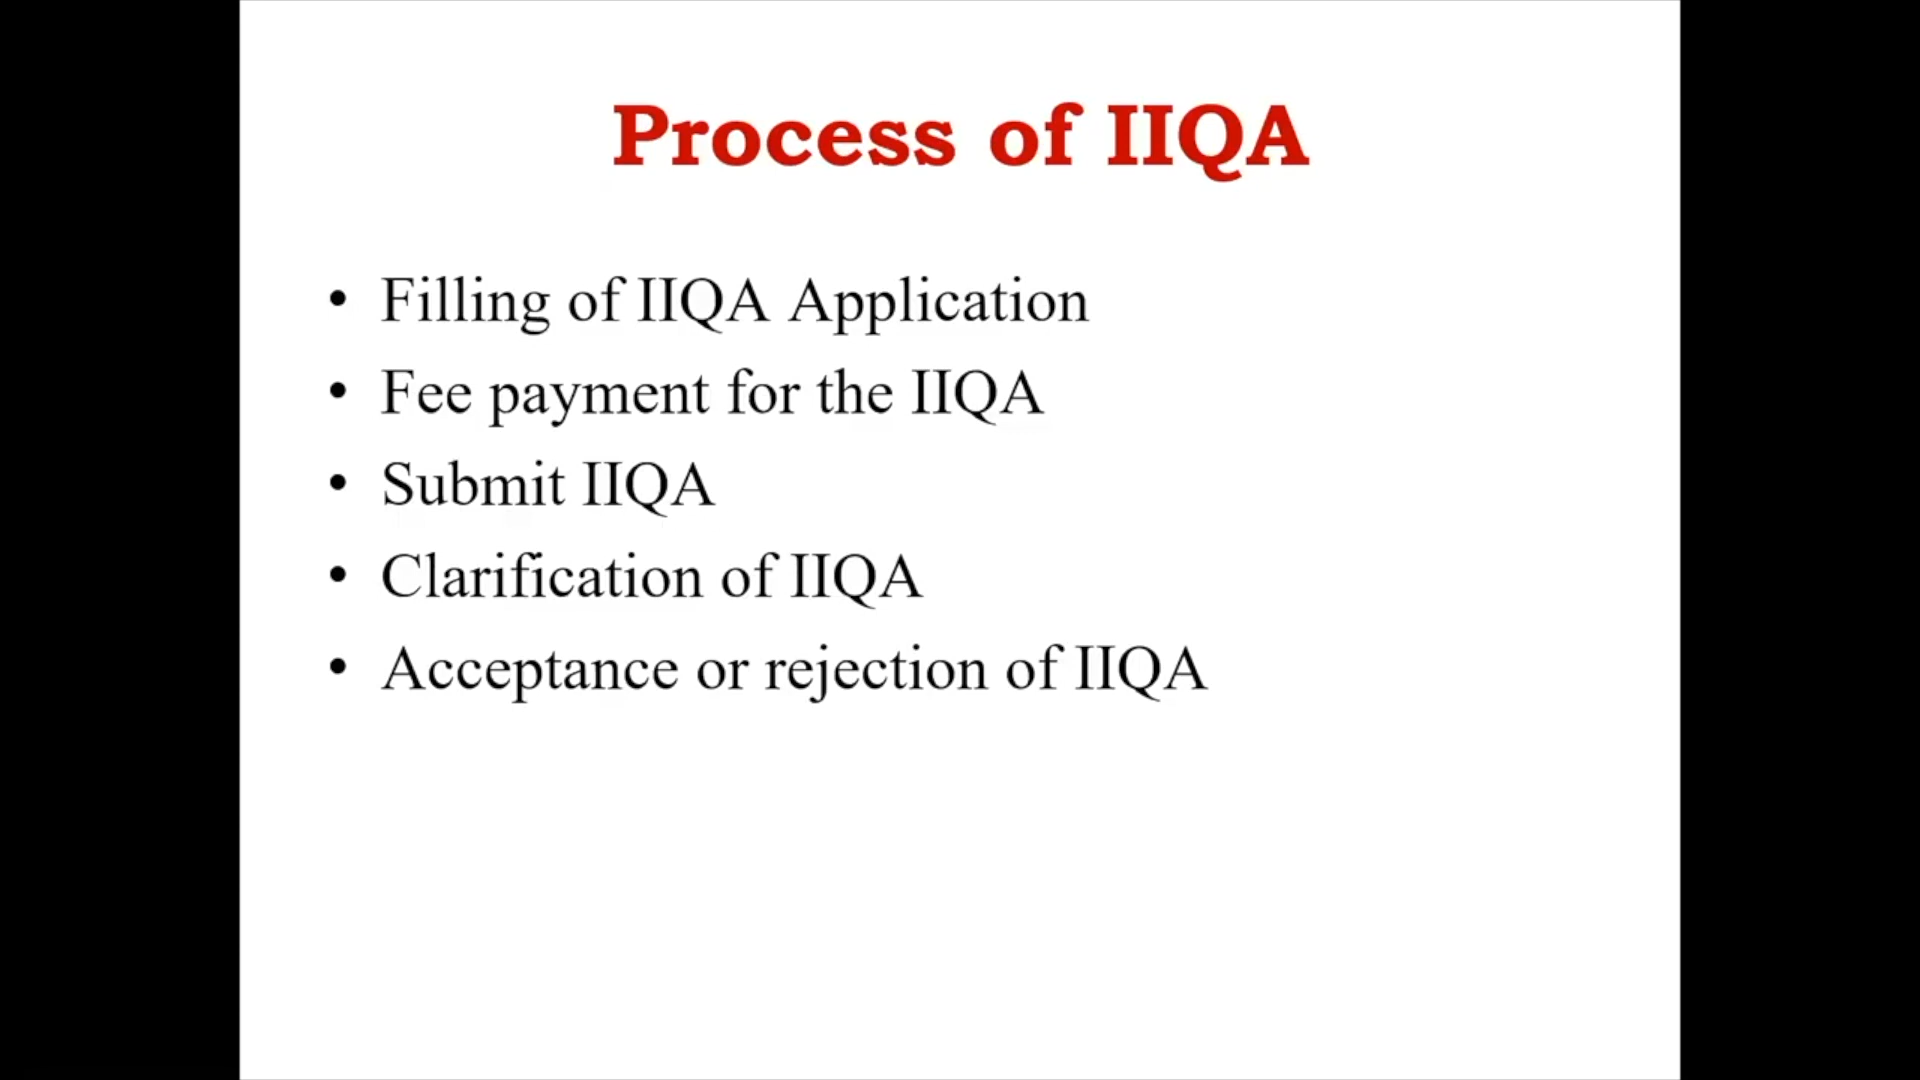 Process of IIQA
• Filling of IIQA Application
• Fee payment for the IIQA
• Submit IIQA
• Clarification of IIQA
• Acceptance or rejection of IIQA